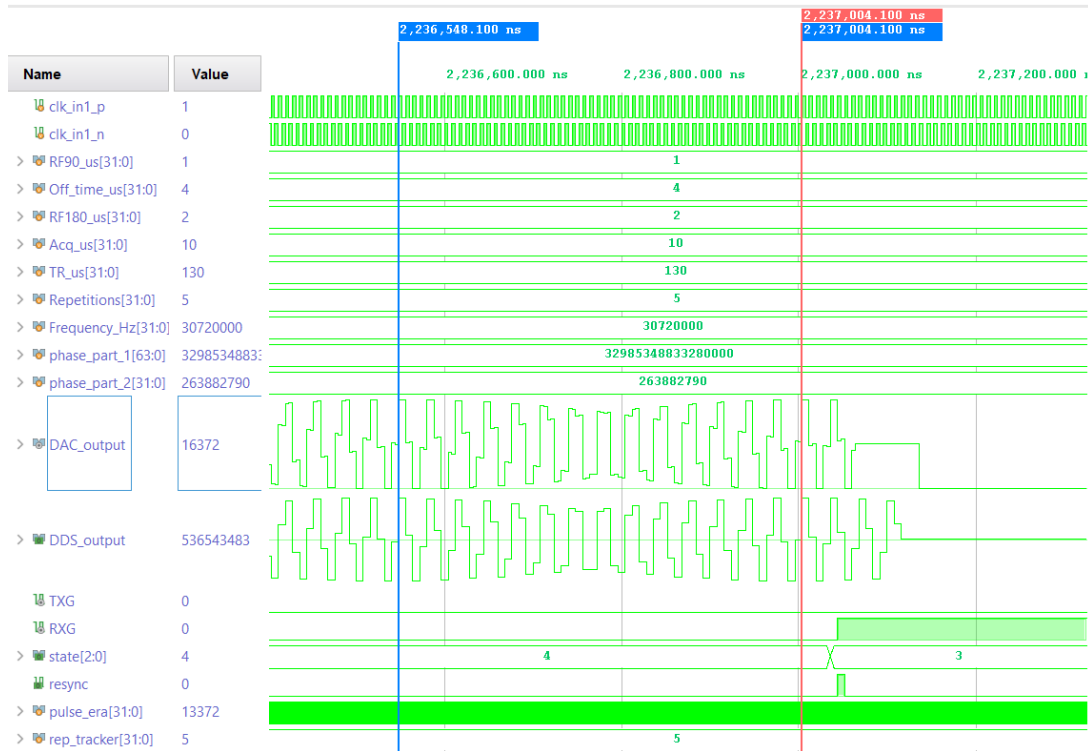 2,237,004.100 ns
2,236,548.100 ns 2,237,004.100 ns
Name Value 2,236,600.000 ns 2,236,800.000 ns 2,237,000.000 ns 2,237,200.000
clk_in1_p 1
clk_in1_n 0
RF90_us[31:0] 1 1
Off_time_us[31:0] 4 4
RF180_us[31:0] 2 2
Acq_us[31:0] 10 10
TR_us[31:0] 130 130
Repetitions[31:0] 5 5
Frequency_Hz[31:0] 30720000 30720000
phase_part_1[63:0] 3298534883 32985348833280000
phase_part_2[31:0] 263882790 263882790
DAC_output 16372
DDS_output 536543483
TXG 0
RXG 0
state[2:0] 4 4 3
resync 0
pulse_era[31:0] 13372
rep_tracker[31:0] 5 5